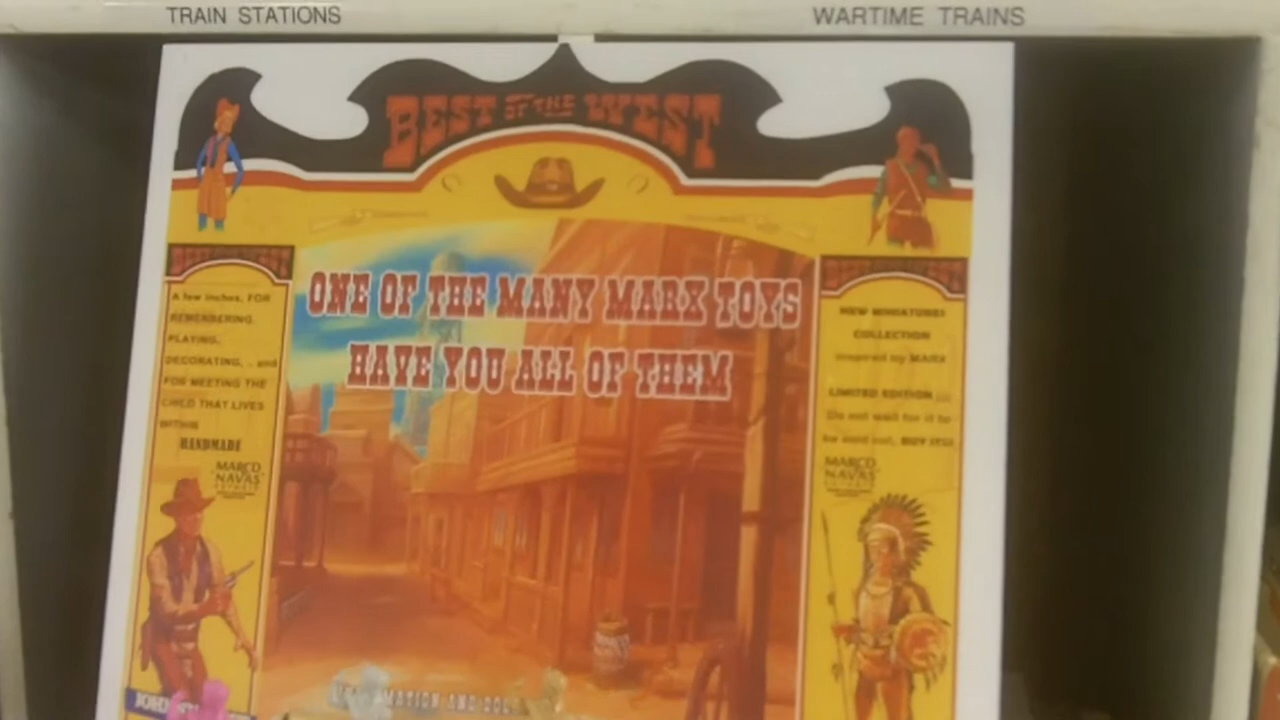 TRAIN STATIONS
WARTIME TRAINS
BEST OF THE WEST
ONE OF THE MANY MARX TOYS
HAVE YOU ALL OF THEM
A few inches, FOR
REMEMBERING,
PLAYING,
DECORATING, .. and
FOR MEETING THE
CHILD THAT LIVES
WITHIN
HANDMADE
MARCO
NAVAS
NEW MINIATURES
COLLECTION
inspired by MARX
LIMITED EDITION ...
Do not wait for it to
be sold out, BUY IT!!
MARCO
NAVAS